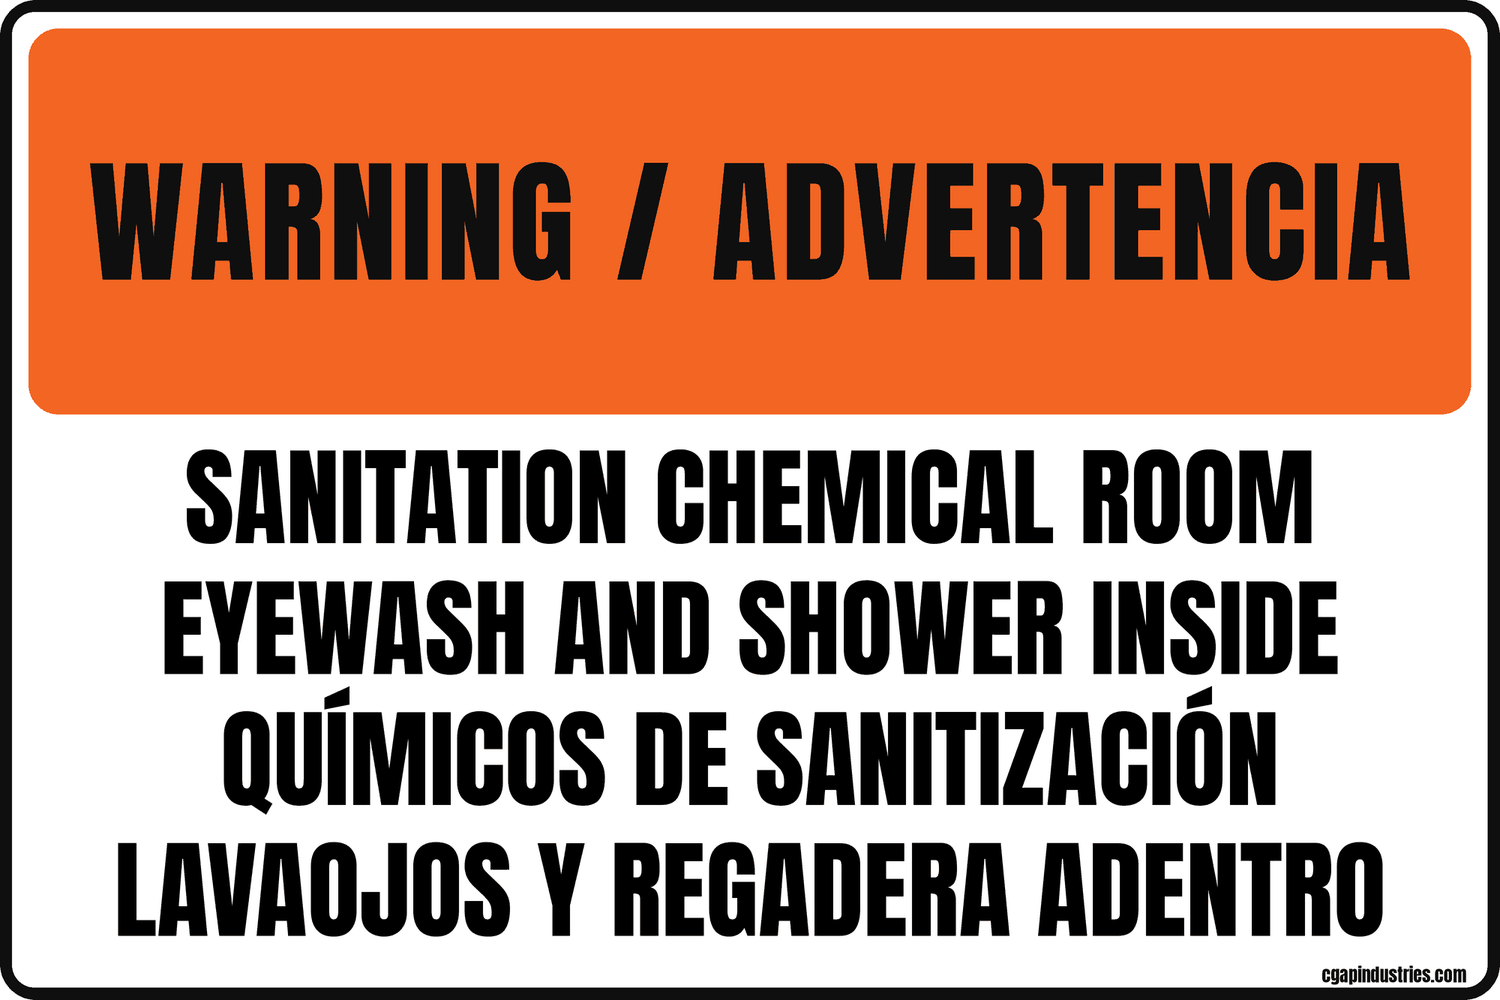 WARNING / ADVERTENCIA
SANITATION CHEMICAL ROOM
EYEWASH AND SHOWER INSIDE
QUÍMICOS DE SANITIZACIÓN
LAVAOJOS Y REGADERA ADENTRO
cgapindustries.com